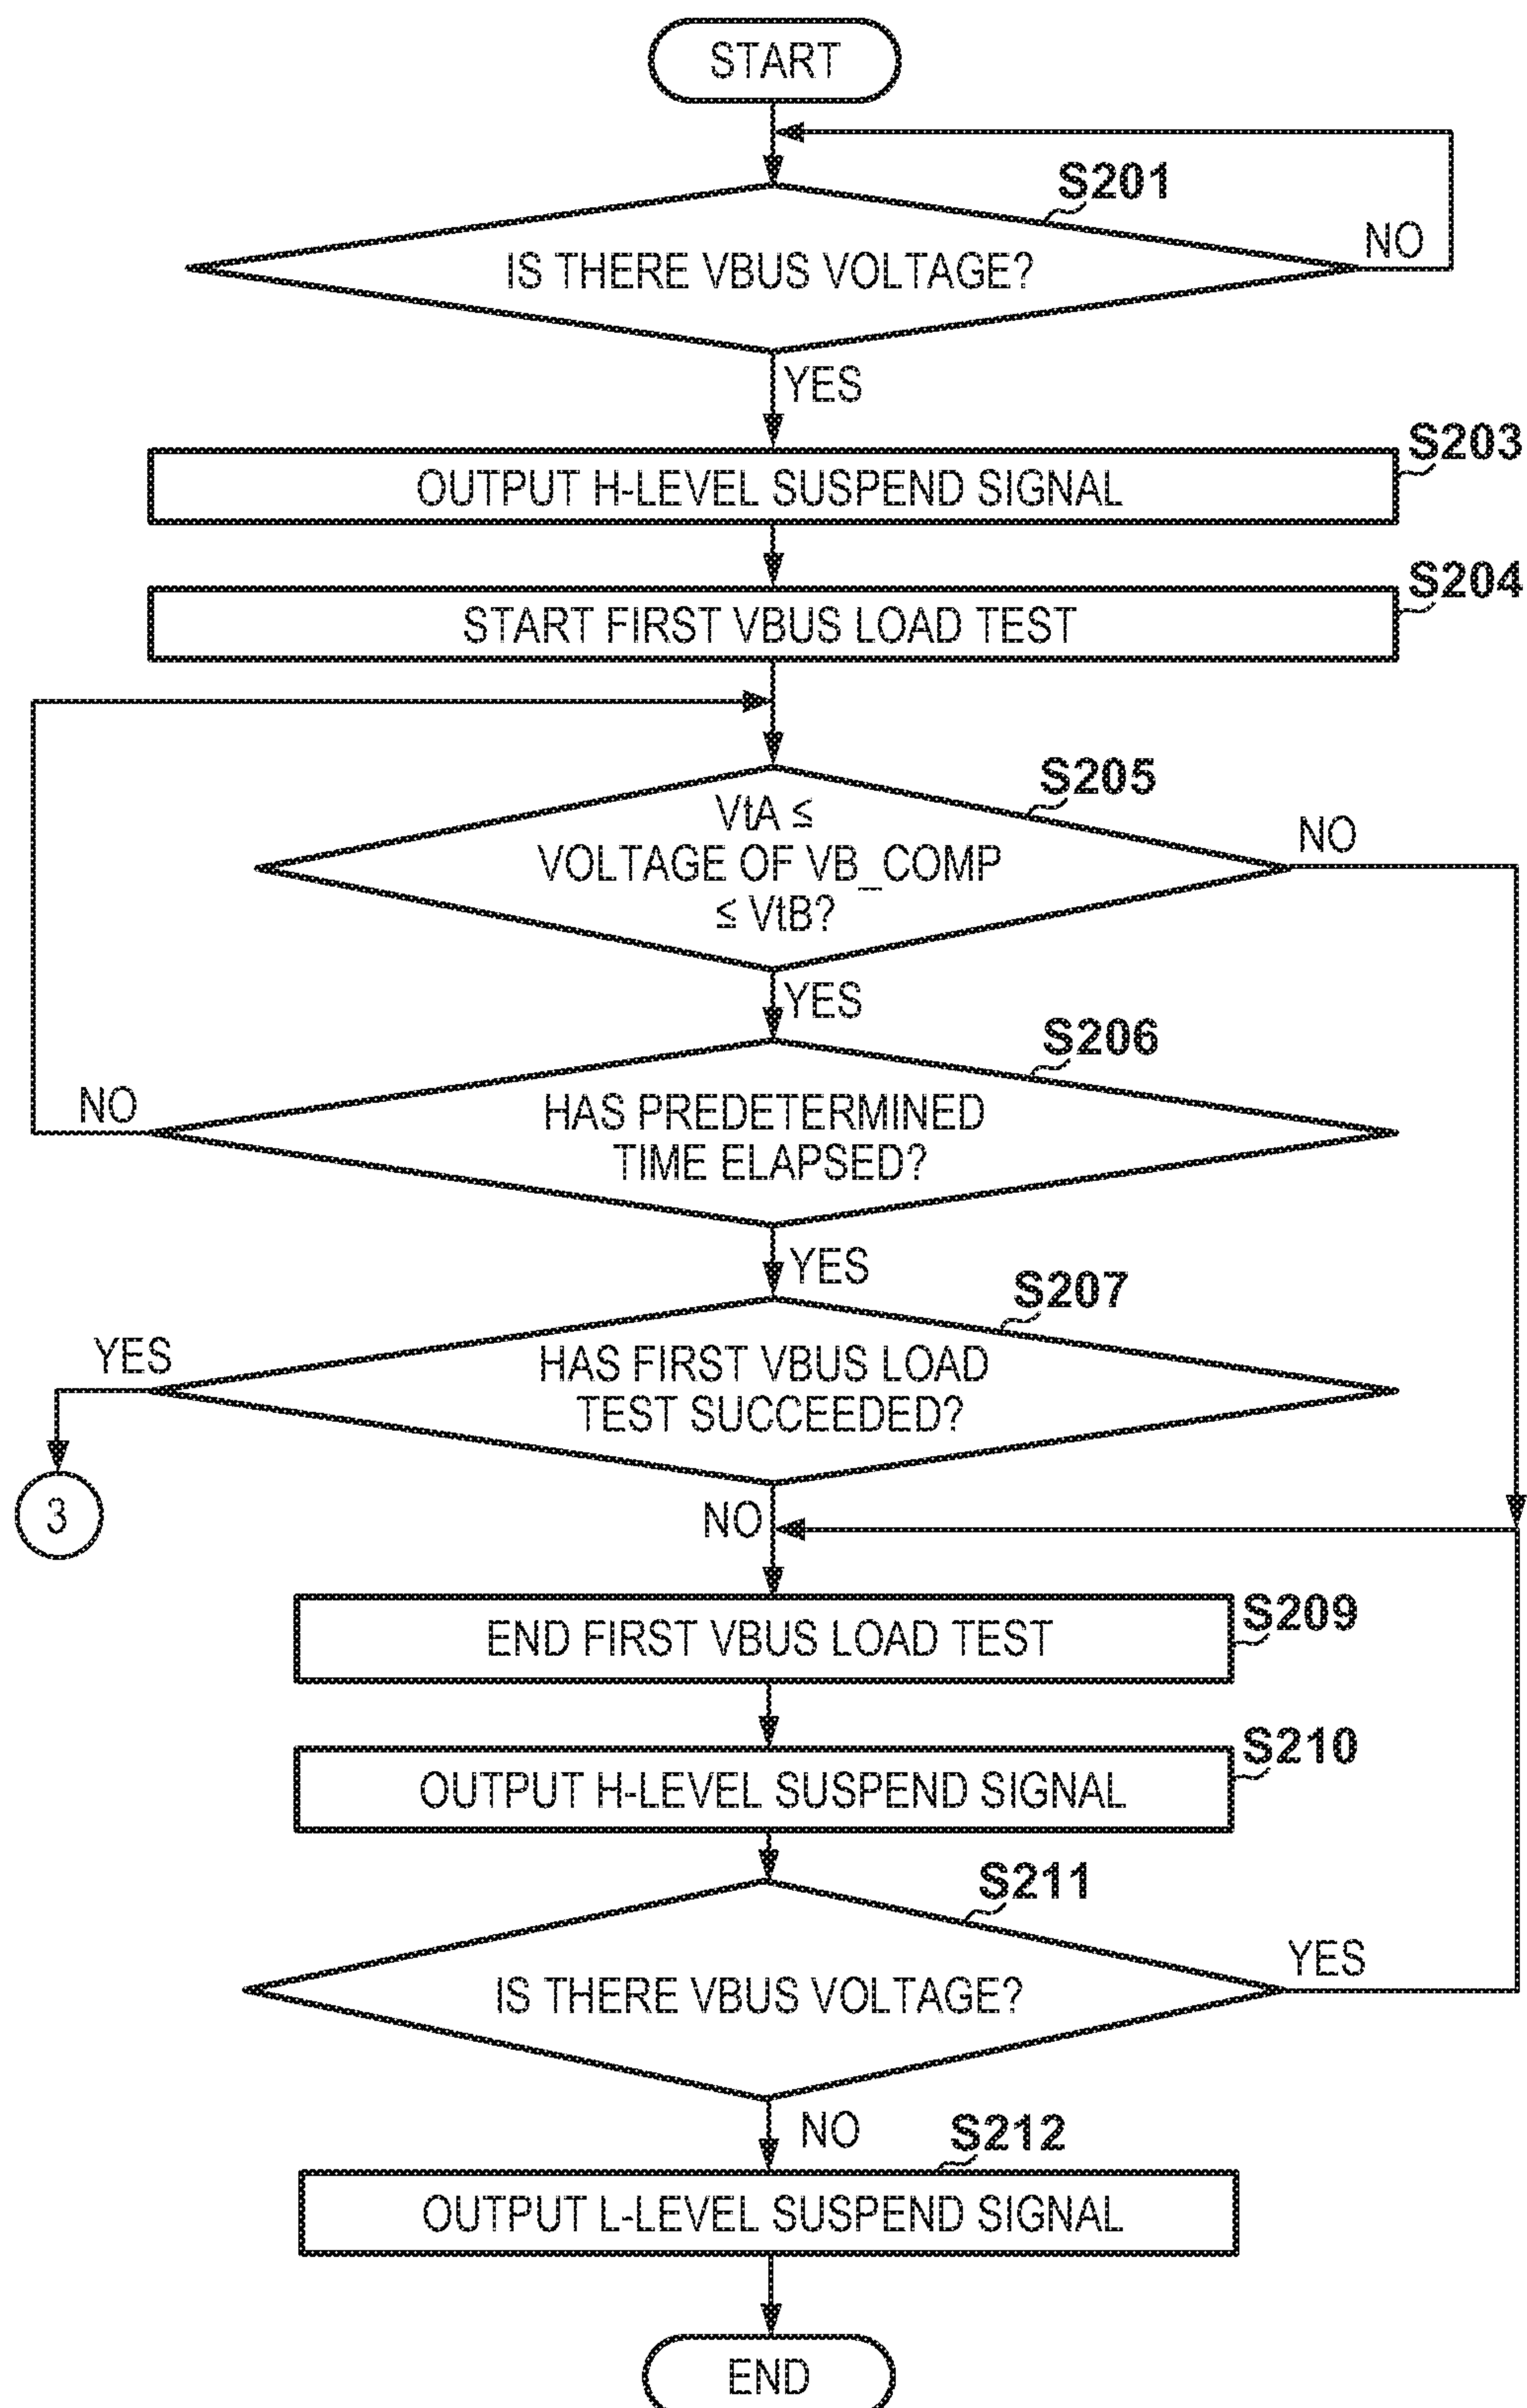 START
S201
IS THERE VBUS VOLTAGE?
NO
YES
S203
OUTPUT H-LEVEL SUSPEND SIGNAL
S204
START FIRST VBUS LOAD TEST
S205
VtA ≤
VOLTAGE OF VB_COMP
≤ VtB?
NO
YES
S206
HAS PREDETERMINED
TIME ELAPSED?
NO
YES
S207
HAS FIRST VBUS LOAD
TEST SUCCEEDED?
YES
3
NO
S209
END FIRST VBUS LOAD TEST
S210
OUTPUT H-LEVEL SUSPEND SIGNAL
S211
IS THERE VBUS VOLTAGE?
YES
NO
S212
OUTPUT L-LEVEL SUSPEND SIGNAL
END